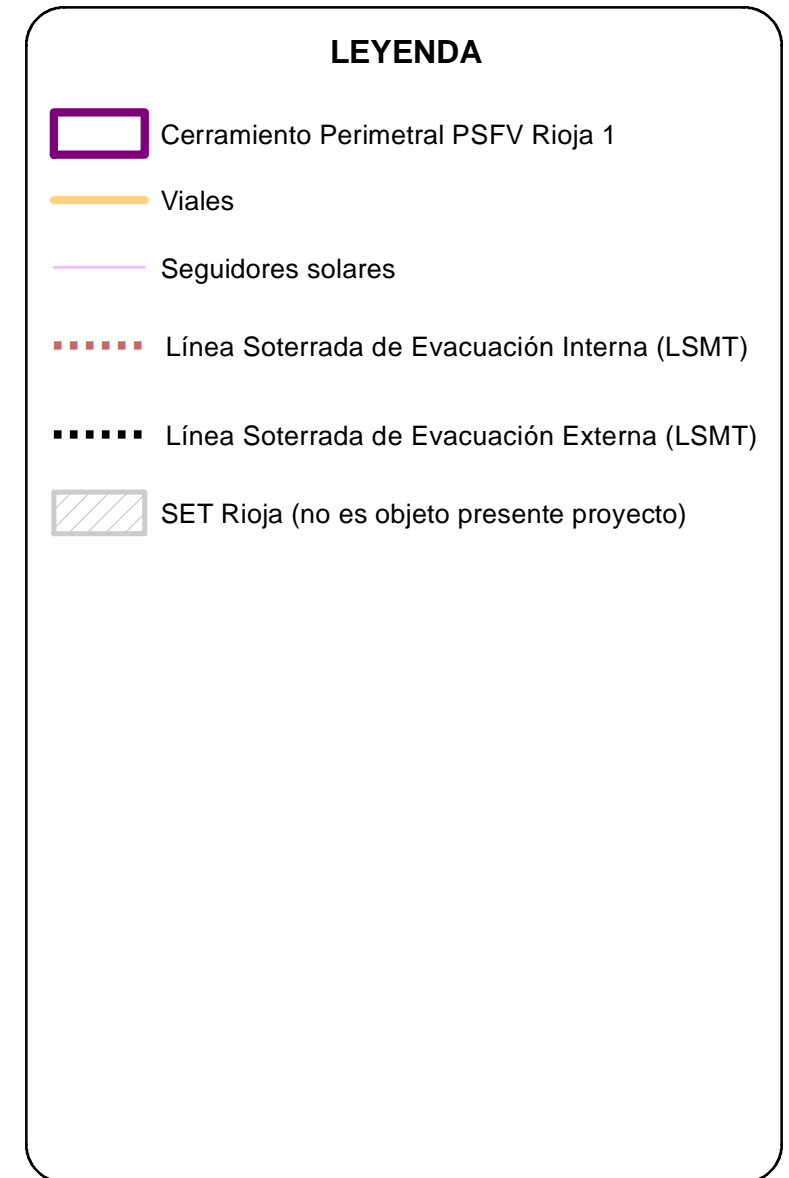 LEYENDA
Cerramiento Perimetral PSFV Rioja 1
Viales
Seguidores solares
Línea Soterrada de Evacuación Interna (LSMT)
Línea Soterrada de Evacuación Externa (LSMT)
SET Rioja (no es objeto presente proyecto)